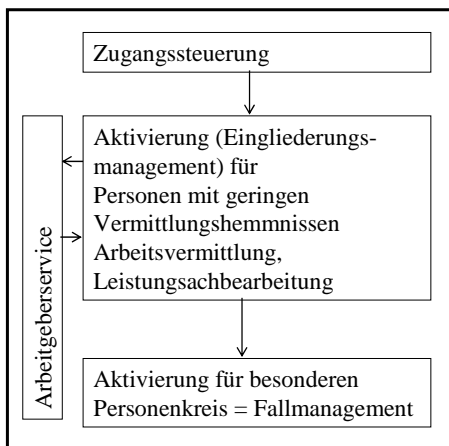 Zugangssteuerung
Aktivierung (Eingliederungs-
management) für
Personen mit geringen
Vermittlungshemmnissen
Arbeitsvermittlung,
Leistungsachbearbeitung
Arbeitgeberservice
Aktivierung für besonderen
Personenkreis = Fallmanagement